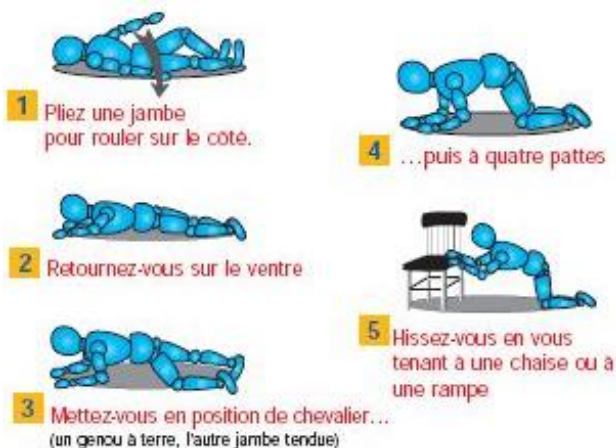 1 Pliez une jambe
pour rouler sur le côté.
2 Retournez-vous sur le ventre
3 Mettez-vous en position de chevalier...
(un genou à terre, l'autre jambe tendue)
4 ...puis à quatre pattes
5 Hissez-vous en vous
tenant à une chaise ou à
une rampe